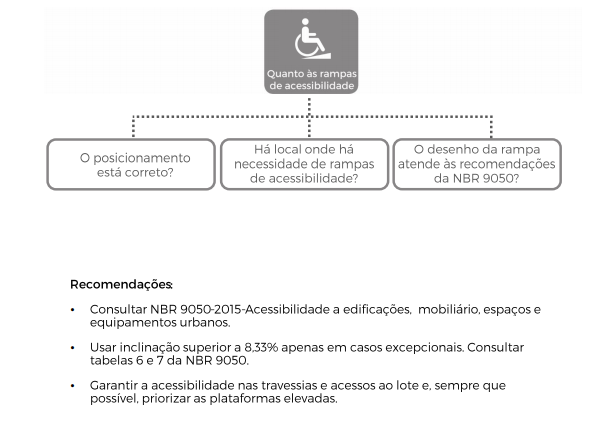 Quanto às rampas
de acessibilidade
O posicionamento
está correto?
Há local onde há
necessidade de rampas
de acessibilidade?
O desenho da rampa
atende às recomendações
da NBR 9050?
Recomendações:
• Consultar NBR 9050-2015-Acessibilidade a edificações, mobiliário, espaços e
equipamentos urbanos.
• Usar inclinação superior a 8,33% apenas em casos excepcionais. Consultar
tabelas 6 e 7 da NBR 9050.
• Garantir a acessibilidade nas travessias e acessos ao lote e, sempre que
possível, priorizar as plataformas elevadas.